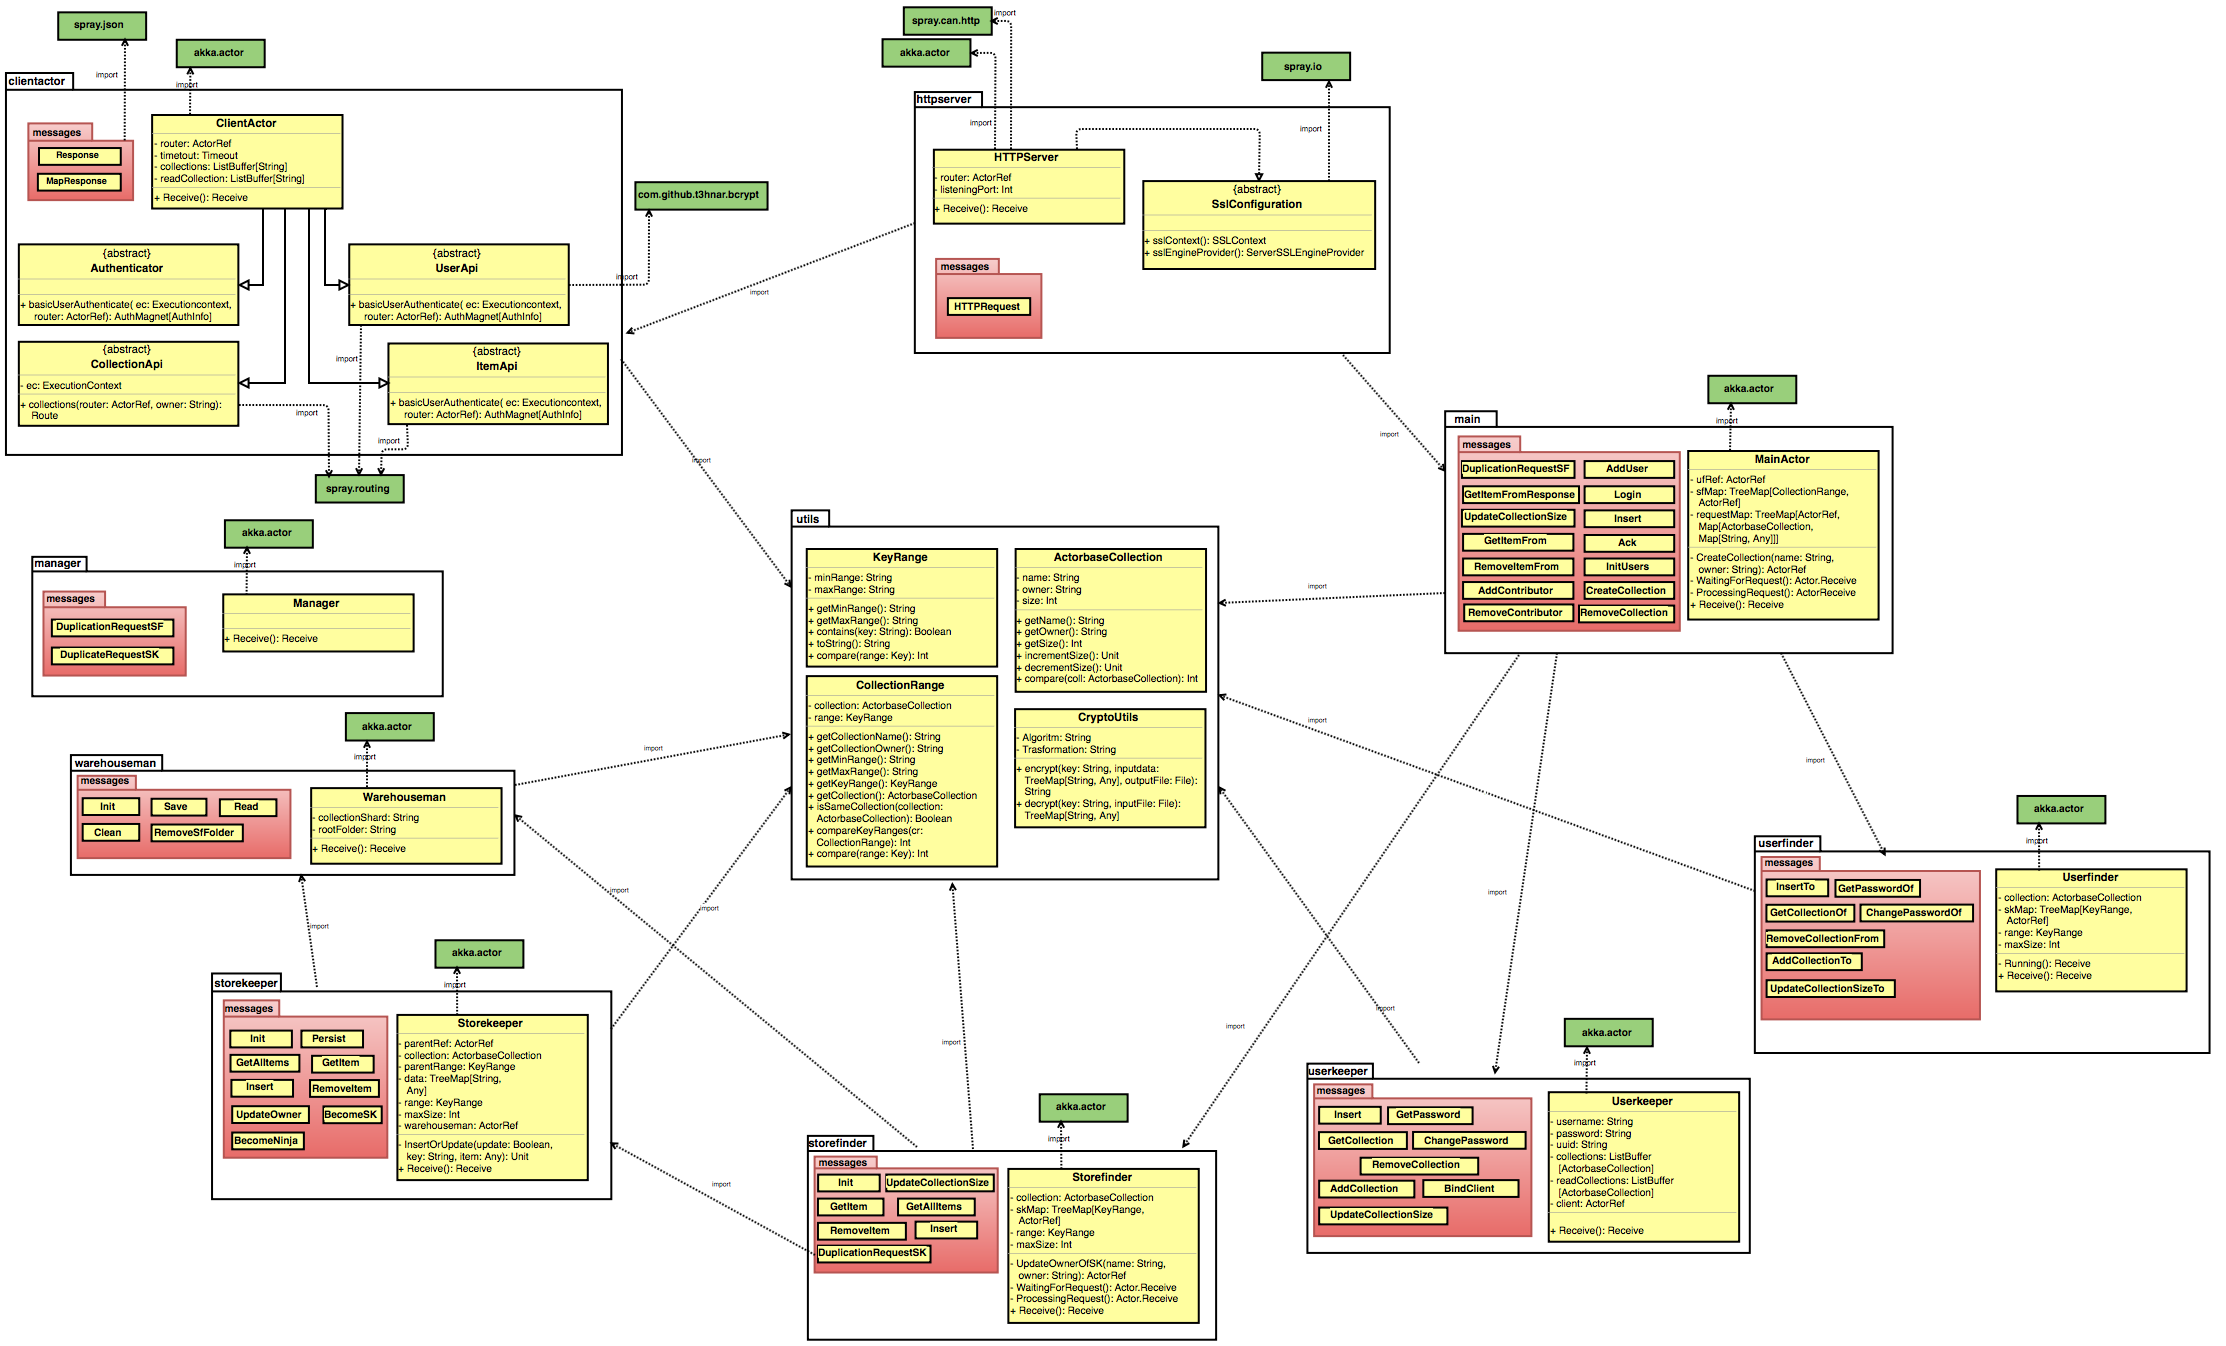 spray.json
import
akka.actor
import
clientactor
messages
Response
MapResponse
ClientActor
- router: ActorRef
- timetout: Timeout
- collections: ListBuffer[String]
- readCollection: ListBuffer[String]
+ Receive(): Receive
{abstract}
Authenticator
+ basicUserAuthenticate( ec: Executioncontext,
router: ActorRef): AuthMagnet[AuthInfo]
{abstract}
UserApi
+ basicUserAuthenticate( ec: Executioncontext,
router: ActorRef): AuthMagnet[AuthInfo]
{abstract}
CollectionApi
- ec: ExecutionContext
+ collections(router: ActorRef, owner: String):
Route
{abstract}
ItemApi
+ basicUserAuthenticate( ec: Executioncontext,
router: ActorRef): AuthMagnet[AuthInfo]
import
import
import
spray.routing
com.github.t3hnar.bcrypt
import
spray.can.http
import
akka.actor
import
spray.io
import
httpserver
HTTPServer
- router: ActorRef
- listeningPort: Int
+ Receive(): Receive
{abstract}
SslConfiguration
+ sslContext(): SSLContext
+ sslEngineProvider(): ServerSSLEngineProvider
messages
HTTPRequest
import
import
import
akka.actor
import
main
messages
DuplicationRequestSF
AddUser
GetItemFromResponse
Login
UpdateCollectionSize
Insert
GetItemFrom
Ack
RemoveItemFrom
InitUsers
AddContributor
CreateCollection
RemoveContributor
RemoveCollection
MainActor
- ufRef: ActorRef
- sfMap: TreeMap[CollectionRange,
ActorRef]
- requestMap: TreeMap[ActorRef,
Map[ActorbaseCollection,
Map[String, Any]]]
- CreateCollection(name: String,
owner: String): ActorRef
- WaitingForRequest(): Actor.Receive
- ProcessingRequest(): ActorReceive
+ Receive(): Receive
akka.actor
import
manager
messages
DuplicationRequestSF
DuplicateRequestSK
Manager
+ Receive(): Receive
utils
KeyRange
- minRange: String
- maxRange: String
+ getMinRange(): String
+ getMaxRange(): String
+ contains(key: String): Boolean
+ toString(): String
+ compare(range: Key): Int
ActorbaseCollection
- name: String
- owner: String
- size: Int
+ getName(): String
+ getOwner(): String
+ getSize(): Int
+ incrementSize(): Unit
+ decrementSize(): Unit
+ compare(coll: ActorbaseCollection): Int
CollectionRange
- collection: ActorbaseCollection
- range: KeyRange
+ getCollectionName(): String
+ getCollectionOwner(): String
+ getMinRange(): String
+ getMaxRange(): String
+ getKeyRange(): KeyRange
+ getCollection(): ActorbaseCollection
+ isSameCollection(collection:
ActorbaseCollection): Boolean
+ compareKeyRanges(cr:
CollectionRange): Int
+ compare(range: Key): Int
CryptoUtils
- Algoritm: String
- Trasformation: String
+ encrypt(key: String, inputdata:
TreeMap[String, Any], outputFile: File):
String
+ decrypt(key: String, inputFile: File):
TreeMap[String, Any]
import
import
import
akka.actor
import
warehouseman
messages
Init
Save
Read
Clean
RemoveSfFolder
Warehouseman
- collectionShard: String
- rootFolder: String
+ Receive(): Receive
import
import
import
import
akka.actor
import
userfinder
messages
InsertTo
GetPasswordOf
GetCollectionOf
ChangePasswordOf
RemoveCollectionFrom
AddCollectionTo
UpdateCollectionSizeTo
Userfinder
- collection: ActorbaseCollection
- skMap: TreeMap[KeyRange,
ActorRef]
- range: KeyRange
- maxSize: Int
- Running(): Receive
+ Receive(): Receive
import
akka.actor
import
storekeeper
messages
Init
Persist
GetAllItems
GetItem
Insert
RemoveItem
UpdateOwner
BecomeSK
BecomeNinja
Storekeeper
- parentRef: ActorRef
- collection: ActorbaseCollection
- parentRange: KeyRange
- data: TreeMap[String,
Any]
- range: KeyRange
- maxSize: Int
- warehouseman: ActorRef
- InsertOrUpdate(update: Boolean,
key: String, item: Any): Unit
+ Receive(): Receive
import
import
import
import
akka.actor
import
storefinder
messages
Init
UpdateCollectionSize
GetItem
GetAllItems
RemoveItem
Insert
DuplicationRequestSK
Storefinder
- collection: ActorbaseCollection
- skMap: TreeMap[KeyRange,
ActorRef]
- range: KeyRange
- maxSize: Int
- UpdateOwnerOfSK(name: String,
owner: String): ActorRef
- WaitingForRequest(): Actor.Receive
- ProcessingRequest(): Actor.Receive
+ Receive(): Receive
akka.actor
import
userkeeper
messages
Insert
GetPassword
GetCollection
ChangePassword
RemoveCollection
AddCollection
BindClient
UpdateCollectionSize
Userkeeper
- username: String
- password: String
- uuid: String
- collections: ListBuffer
[ActorbaseCollection]
- readCollections: ListBuffer
[ActorbaseCollection]
- client: ActorRef
+ Receive(): Receive